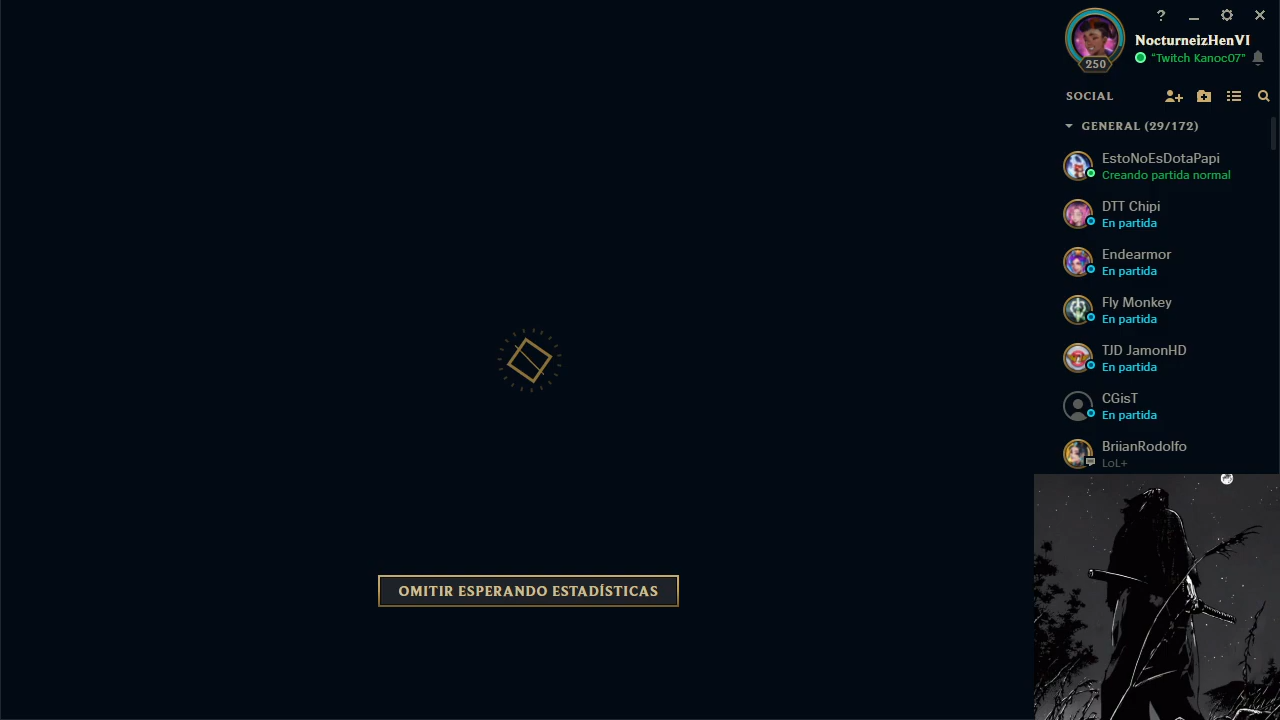 ?
NocturneizHenVI
"Twitch Kanoc07"
250
SOCIAL
GENERAL (29/172)
EstoNoEsDotaPapi
Creando partida normal
DTT Chipi
En partida
Endearmor
En partida
Fly Monkey
En partida
TJD JamonHD
En partida
CGisT
En partida
BriianRodolfo
LoL+
OMITIR ESPERANDO ESTADÍSTICAS